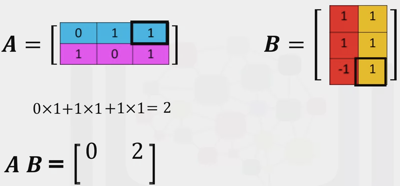 A = [0 1 1
1 0 1]
B = [1 1
1 1
-1 1]
0×1+1×1+1×1= 2
A B = [0 2]